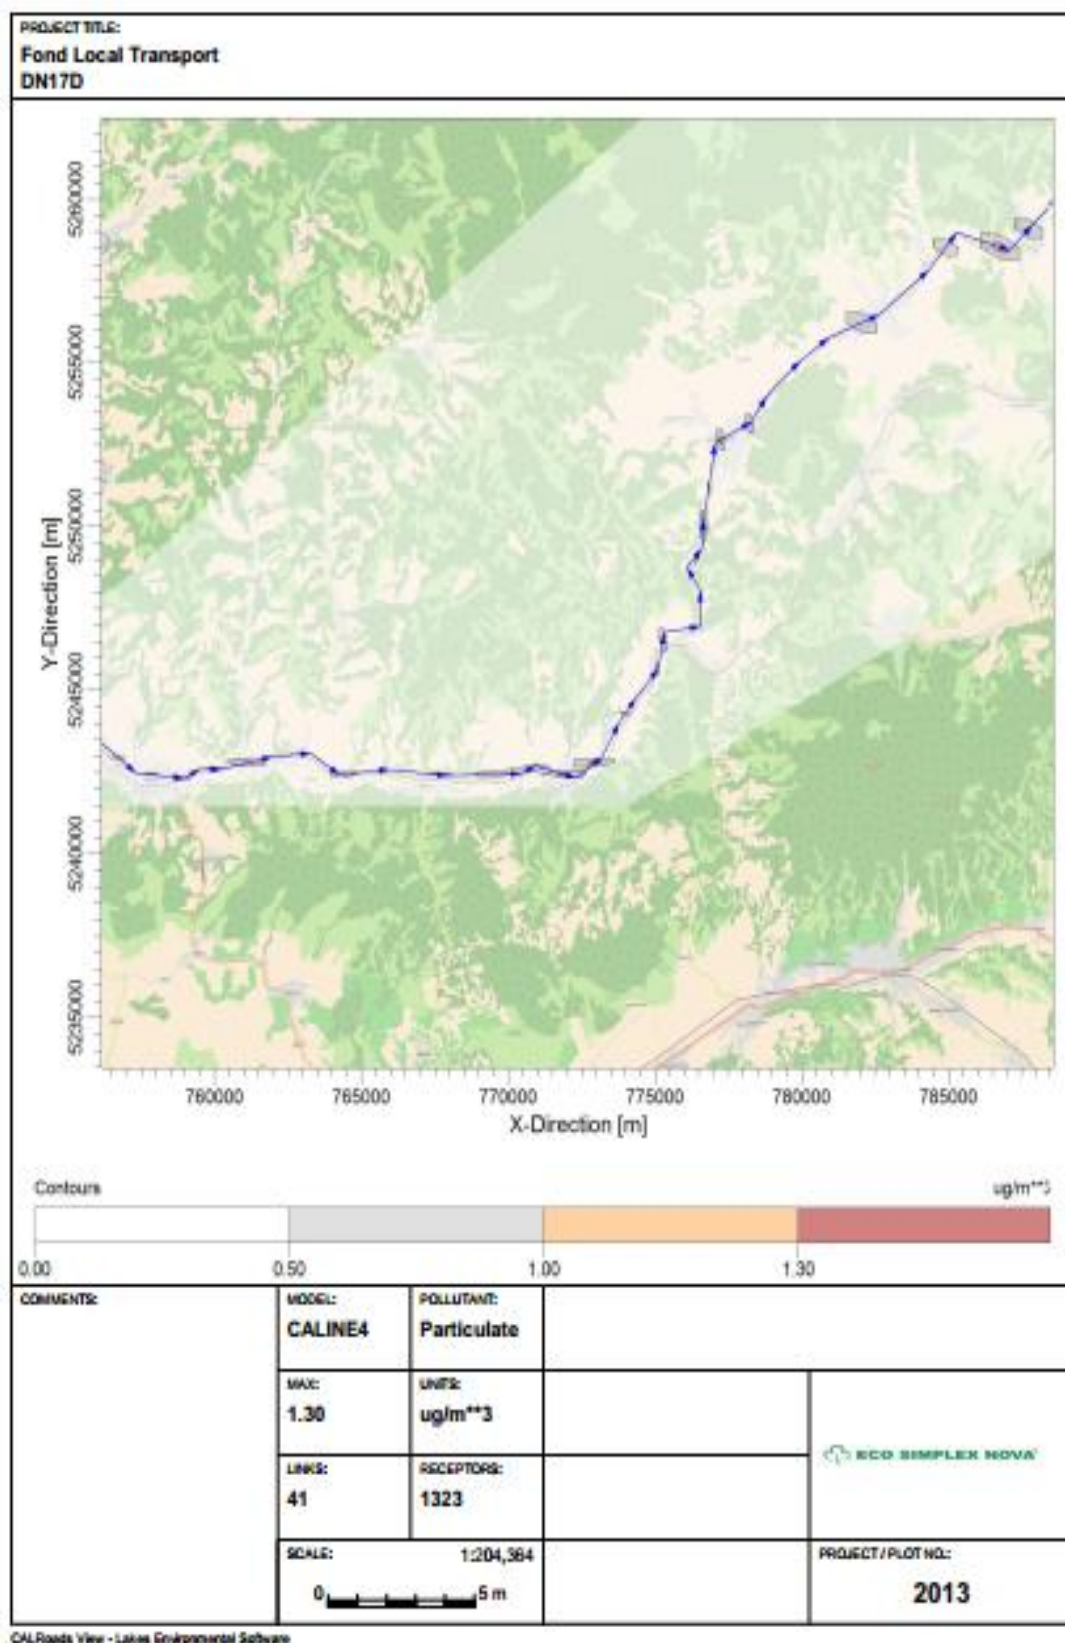 PROJECT TITLE:
Fond Local Transport
DN17D
Y-Direction [m]
5260000
5255000
5250000
5245000
5240000
5235000
760000
765000
770000
775000
780000
785000
X-Direction [m]
Contours
ug/m**3
0.00
0.50
1.00
1.30
COMMENTS:
MODEL:
CALINE4
POLLUTANT:
Particulate
MAX:
1.30
UNITS:
ug/m**3
LINKS:
41
RECEPTORS:
1323
ECO SIMPLEX NOVA
SCALE:
1:204,364
0
5 m
PROJECT / PLOT NO.:
2013
CALRoads View - Lakes Environmental Software